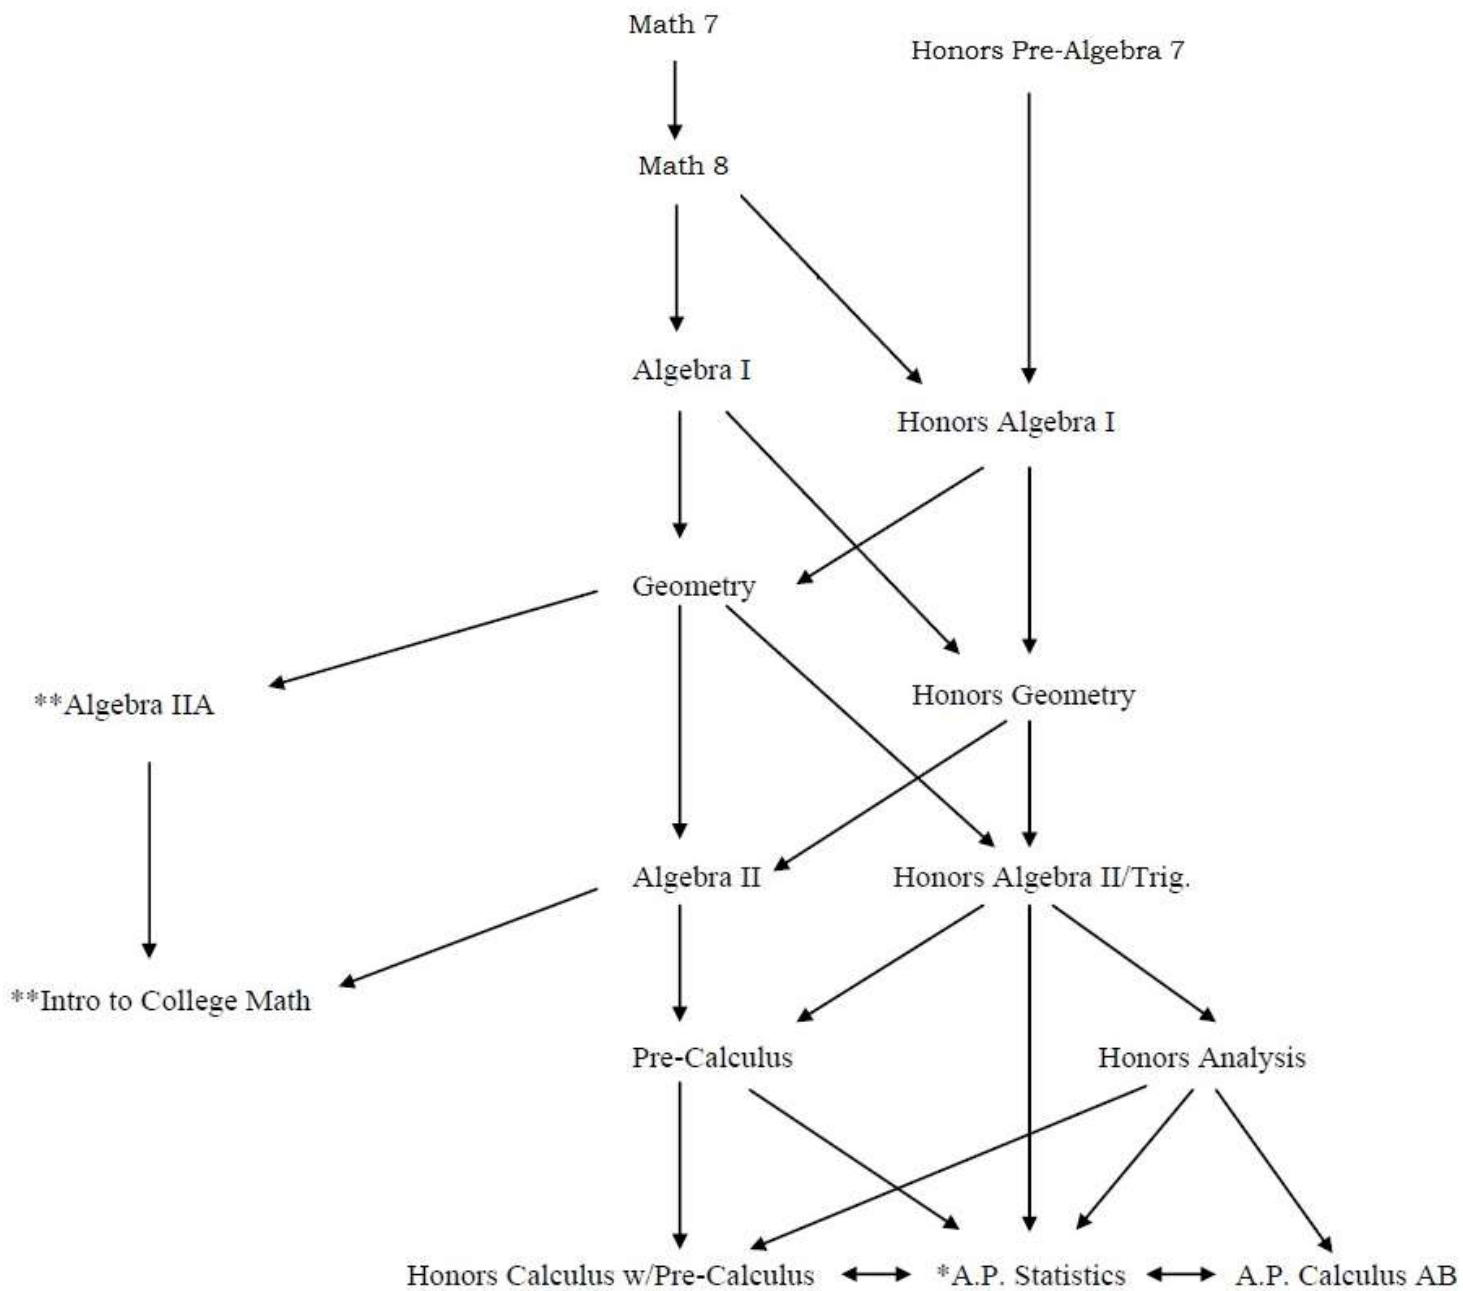 Math 7
Honors Pre-Algebra 7
Math 8
Algebra I
Honors Algebra I
Geometry
Honors Geometry
**Algebra IIA
Algebra II
Honors Algebra II/Trig.
**Intro to College Math
Pre-Calculus
Honors Analysis
Honors Calculus w/Pre-Calculus
*A.P. Statistics
A.P. Calculus AB